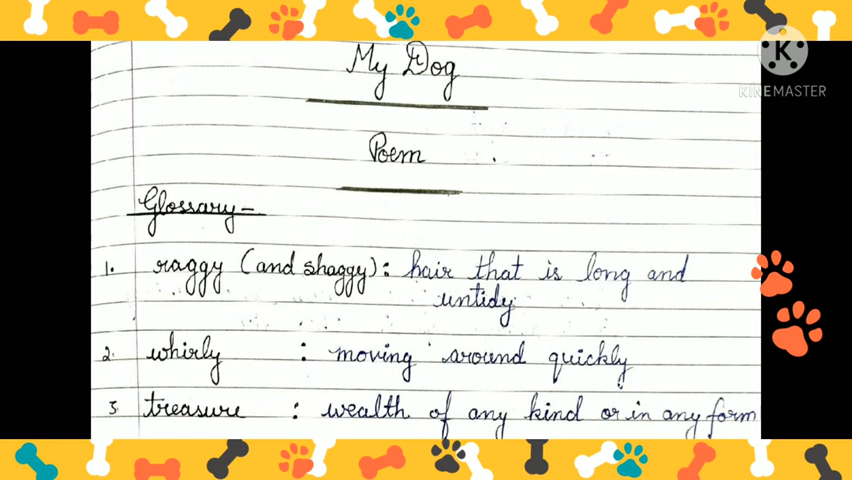 My Dog
KINEMASTER
Poem
Glossary-
1. raggy (and shaggy): hair that is long and
untidy
2. whirly : moving around quickly
3. treasure : wealth of any kind or in any form